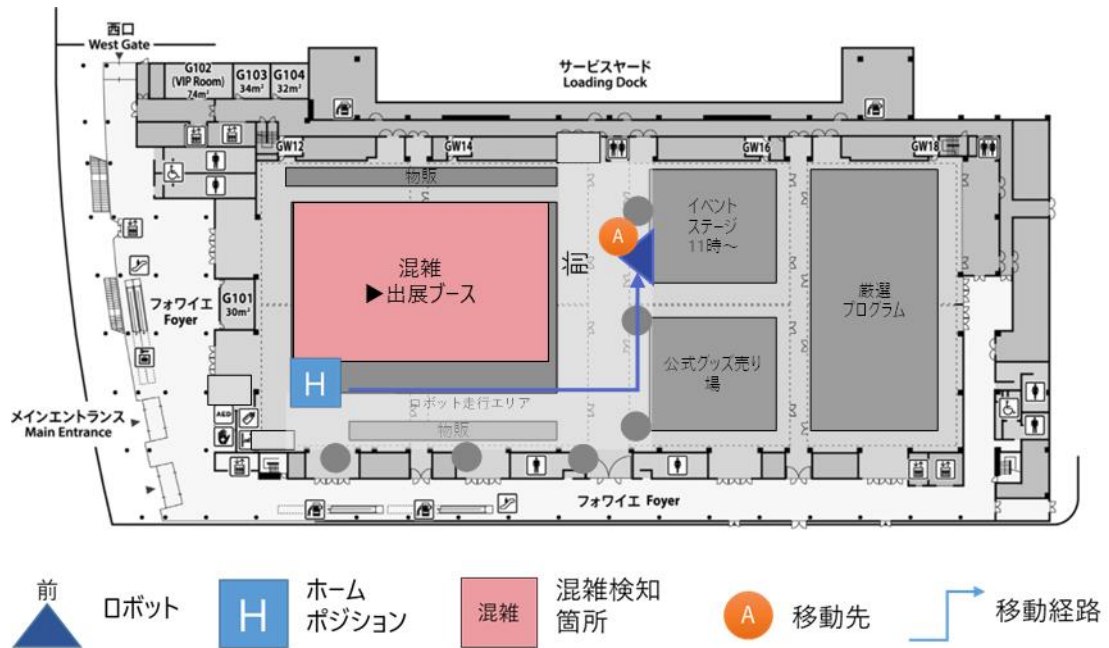 西口
West Gate
G102
(VIP Room)
74m²
G103
34m²
G104
32m²
サービスヤード
Loading Dock
GW12
GW14
GW16
GW18
物販
イベント
ステージ
11時～
A
前
混雑
▶出展ブース
厳選
プログラム
フォワイエ
Foyer
G101
30m²
公式グッズ売り
場
H
ロボット走行エリア
メインエントランス
Main Entrance
AED
物販
フォワイエ Foyer
前
ロボット
H
ホーム
ポジション
混雑
混雑検知
箇所
A
移動先
移動経路